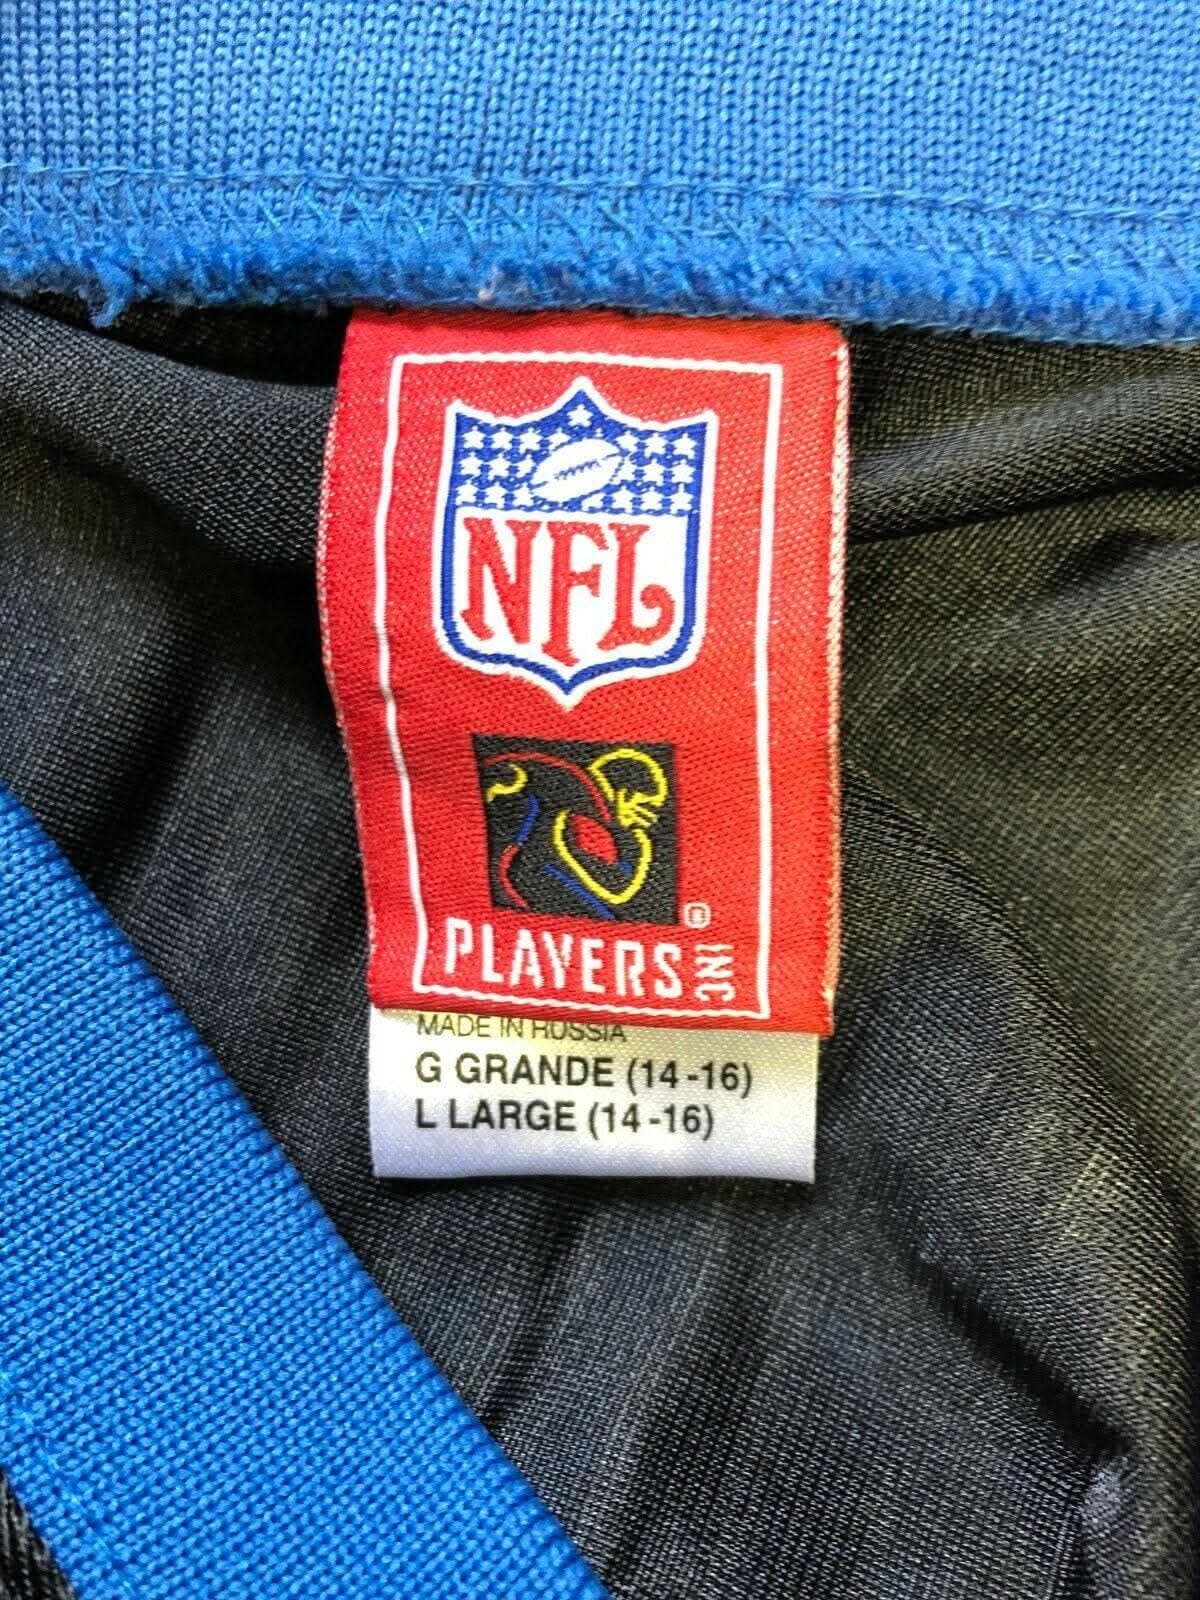 NFL
PLAYERS INC
®
MADE IN RUSSIA
G GRANDE (14-16)
L LARGE (14-16)